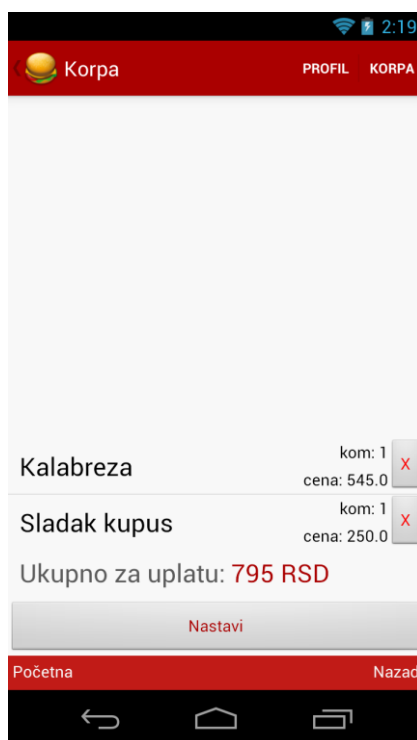 2:19
Korpa PROFIL KORPA
Kalabreza
kom: 1
cena: 545.0
X
Sladak kupus
kom: 1
cena: 250.0
X
Ukupno za uplatu: 795 RSD
Nastavi
Početna Nazad